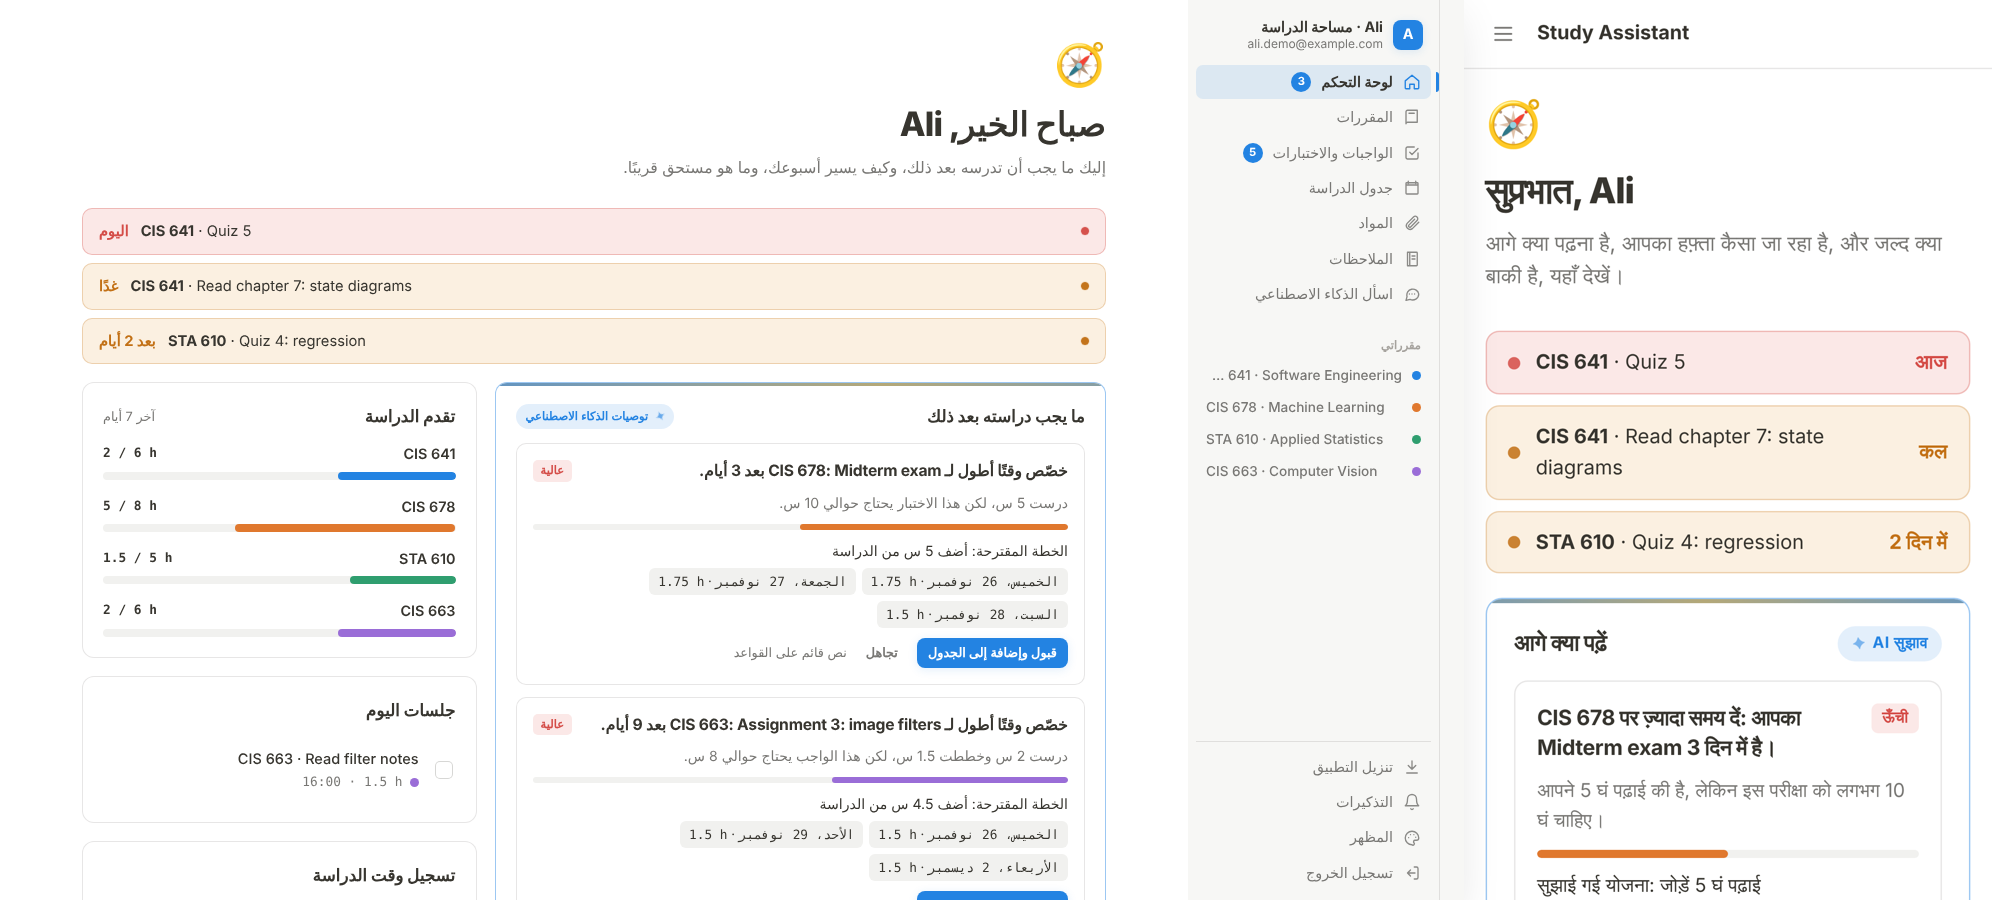 صباح الخير, Ali
إليك ما يجب أن تدرسه بعد ذلك، وكيف يسير أسبوعك، وما هو مستحق قريبًا.
اليوم CIS 641 · Quiz 5
غدًا CIS 641 · Read chapter 7: state diagrams
بعد 2 أيام STA 610 · Quiz 4: regression
ما يجب دراسته بعد ذلك
توصيات الذكاء الاصطناعي
خصّص وقتًا أطول لـ CIS 678: Midterm exam بعد 3 أيام.
عالية
درست 5 س، لكن هذا الاختبار يحتاج حوالي 10 س.
الخطة المقترحة: أضف 5 س من الدراسة
الخميس، 26 نوفمبر · 1.75 h
الجمعة، 27 نوفمبر · 1.75 h
السبت، 28 نوفمبر · 1.5 h
قبول وإضافة إلى الجدول
تجاهل
نص قائم على القواعد
خصّص وقتًا أطول لـ CIS 663: Assignment 3: image filters بعد 9 أيام.
عالية
درست 2 س وخططت 1.5 س، لكن هذا الواجب يحتاج حوالي 8 س.
الخطة المقترحة: أضف 4.5 س من الدراسة
الخميس، 26 نوفمبر · 1.5 h
الأحد، 29 نوفمبر · 1.5 h
الأربعاء، 2 ديسمبر · 1.5 h
تقدم الدراسة
آخر 7 أيام
CIS 641
2 / 6 h
CIS 678
5 / 8 h
STA 610
1.5 / 5 h
CIS 663
2 / 6 h
جلسات اليوم
CIS 663 · Read filter notes
16:00 · 1.5 h
تسجيل وقت الدراسة
A
Ali · مساحة الدراسة
ali.demo@example.com
لوحة التحكم 3
المقررات
الواجبات والاختبارات 5
جدول الدراسة
المواد
الملاحظات
اسأل الذكاء الاصطناعي
مقرراتي
... 641 · Software Engineering
CIS 678 · Machine Learning
STA 610 · Applied Statistics
CIS 663 · Computer Vision
تنزيل التطبيق
التذكيرات
المظهر
تسجيل الخروج
Study Assistant
सुप्रभात, Ali
आगे क्या पढ़ना है, आपका हफ़्ता कैसा जा रहा है, और जल्द क्या
बाकी है, यहाँ देखें।
CIS 641 · Quiz 5 आज
CIS 641 · Read chapter 7: state
diagrams
कल
STA 610 · Quiz 4: regression 2 दिन में
आगे क्या पढ़ें
AI सुझाव
CIS 678 पर ज़्यादा समय दें: आपका
Midterm exam 3 दिन में है।
ऊँची
आपने 5 घं पढ़ाई की है, लेकिन इस परीक्षा को लगभग 10
घं चाहिए।
सुझाई गई योजना: जोड़ें 5 घं पढ़ाई